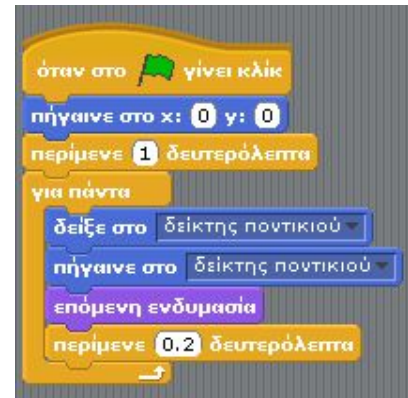 όταν στο γίνει κλικ
πήγαινε στο x: 0 y: 0
περίμενε 1 δευτερόλεπτα
για πάντα
δείξε στο δείκτης ποντικιού
πήγαινε στο δείκτης ποντικιού
επόμενη ενδυμασία
περίμενε 0.2 δευτερόλεπτα